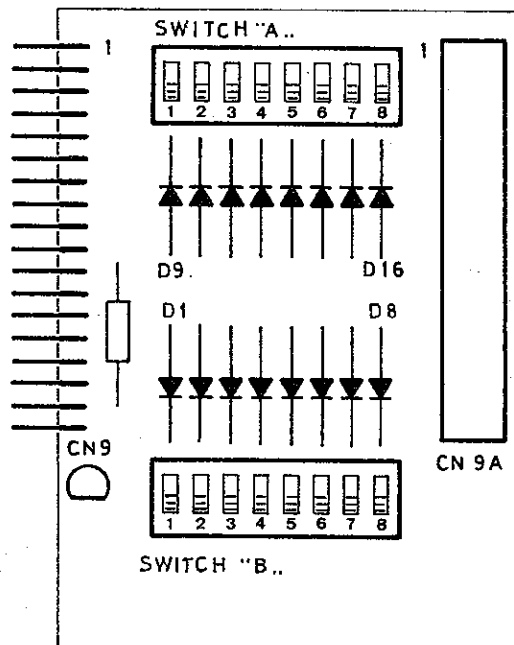 SWITCH "A..
1
1
1 2 3 4 5 6 7 8
D9. D16
D1 D8
CN9
CN 9A
1 2 3 4 5 6 7 8
SWITCH "B..